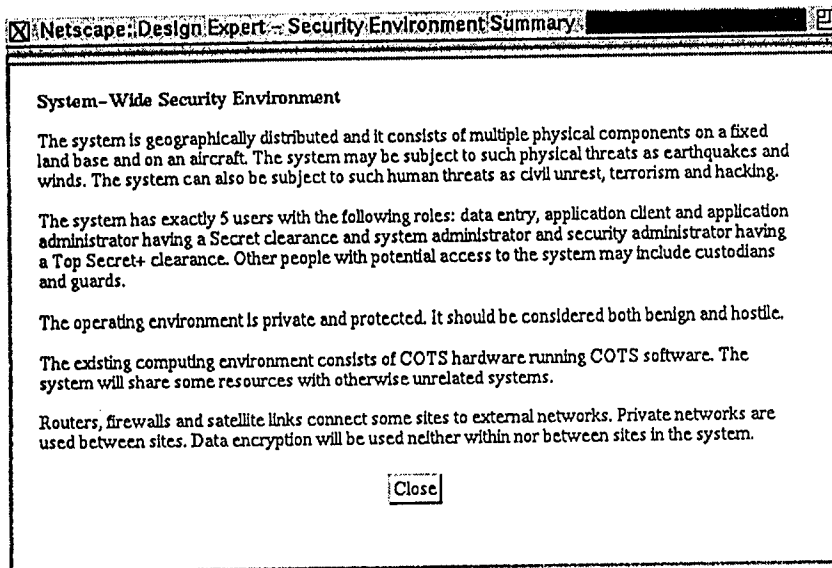 Netscape: Design Expert - Security Environment Summary
System-Wide Security Environment
The system is geographically distributed and it consists of multiple physical components on a fixed
land base and on an aircraft. The system may be subject to such physical threats as earthquakes and
winds. The system can also be subject to such human threats as civil unrest, terrorism and hacking.
The system has exactly 5 users with the following roles: data entry, application client and application
administrator having a Secret clearance and system administrator and security administrator having
a Top Secret+ clearance. Other people with potential access to the system may include custodians
and guards.
The operating environment is private and protected. It should be considered both benign and hostile.
The existing computing environment consists of COTS hardware running COTS software. The
system will share some resources with otherwise unrelated systems.
Routers, firewalls and satellite links connect some sites to external networks. Private networks are
used between sites. Data encryption will be used neither within nor between sites in the system.
Close